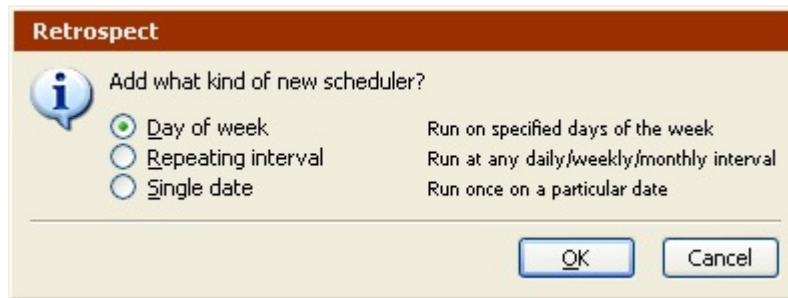 Retrospect
Add what kind of new scheduler?
Day of week Run on specified days of the week
Repeating interval Run at any daily/weekly/monthly interval
Single date Run once on a particular date
OK Cancel